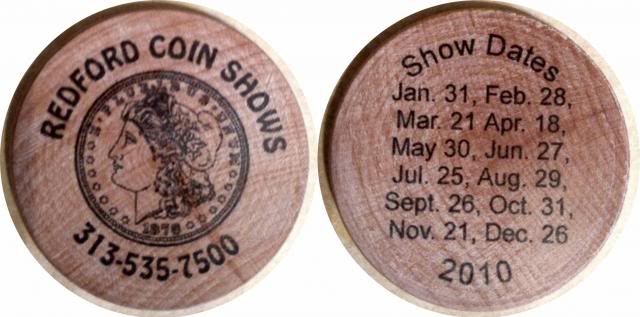 REDFORD COIN SHOWS
E·PLURIBUS·UNUM
1878
313-535-7500
Show Dates
Jan. 31, Feb. 28,
Mar. 21 Apr. 18,
May 30, Jun. 27,
Jul. 25, Aug. 29,
Sept. 26, Oct. 31,
Nov. 21, Dec. 26
2010